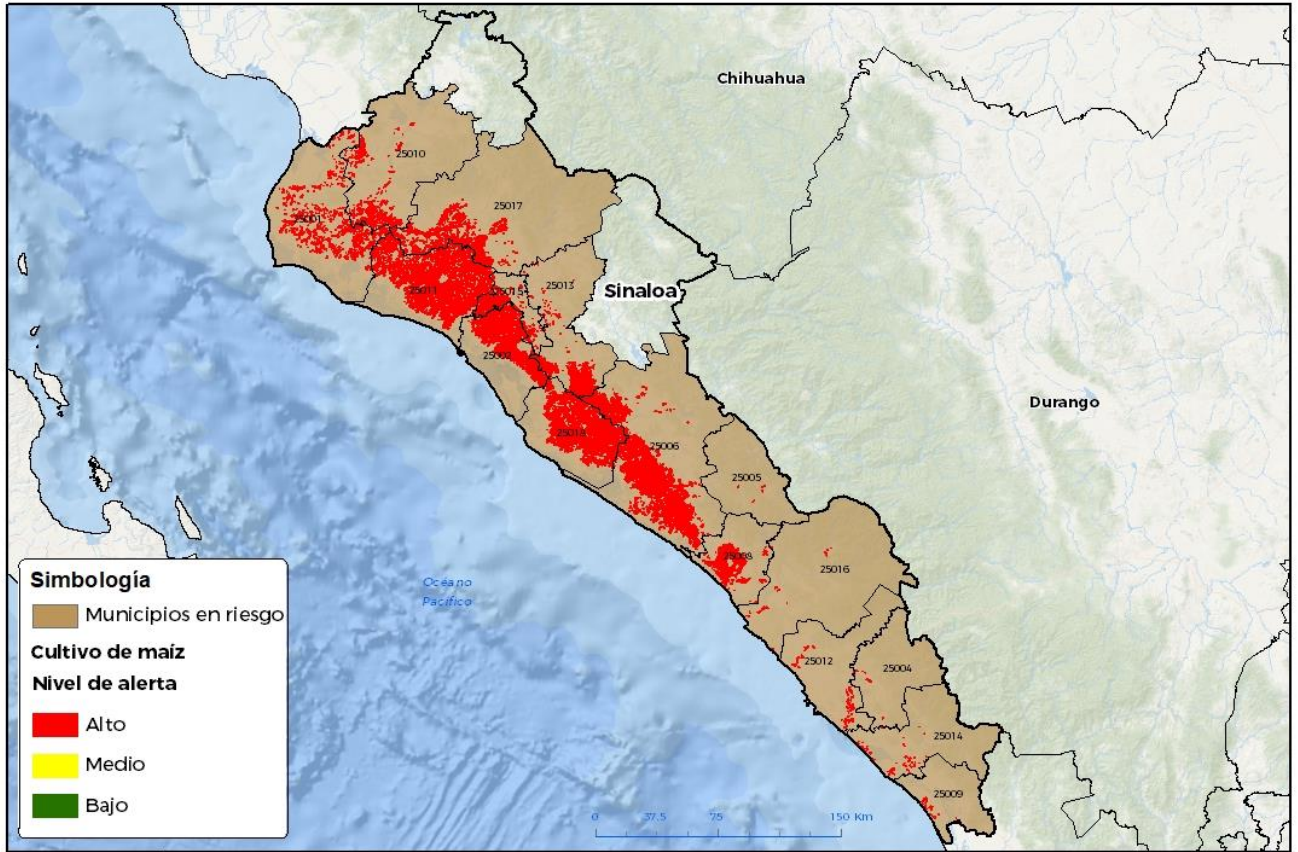 Chihuahua
25010
25017
25001
25013
Sinaloa
25011
25015
25002
Durango
25018
25006
25005
25008
25016
Océano
Pacífico
25012
25004
25014
25009
Simbología
Municipios en riesgo
Cultivo de maíz
Nivel de alerta
Alto
Medio
Bajo
0 37.5 75 150 Km